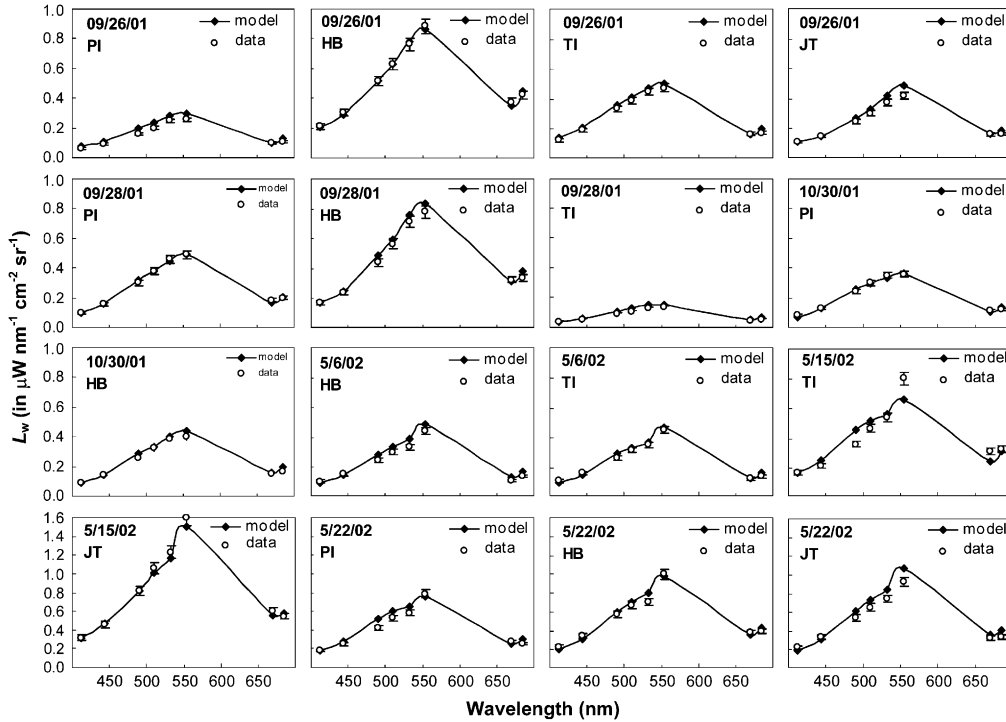 09/26/01 model
PI data
09/26/01 model
HB data
09/26/01 model
TI data
09/26/01 model
JT data
1.0
0.8
0.6
0.4
0.2
0.0
09/28/01 model
PI data
09/28/01 model
HB data
09/28/01 model
TI data
10/30/01 model
PI data
1.0
0.8
0.6
0.4
0.2
0.0
10/30/01 model
HB data
5/6/02 model
HB data
5/6/02 model
TI data
5/15/02 model
TI data
1.0
0.8
0.6
0.4
0.2
0.0
5/15/02 model
JT data
5/22/02 model
PI data
5/22/02 model
HB data
5/22/02 model
JT data
1.6
1.4
1.2
1.0
0.8
0.6
0.4
0.2
0.0
450 500 550 600 650
450 500 550 600 650
450 500 550 600 650
450 500 550 600 650
Lw (in μW nm⁻¹ cm⁻² sr⁻¹)
Wavelength (nm)